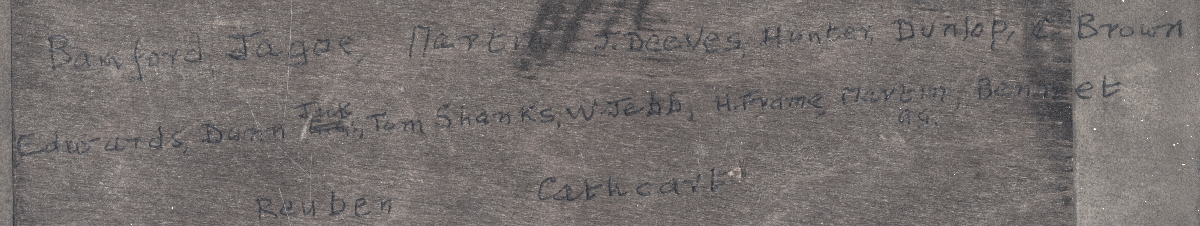 Bamford, Jagoe, Martin, J. Deeves, Hunter, Dunlop, C. Brown
Edwards, Dunn Jack, Tom Shanks, W. Jebb, H. Frame, Martin, Bennet
Reuben Cathcart